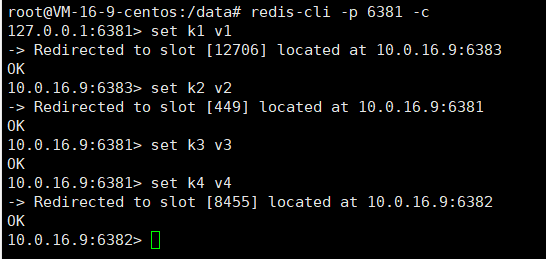 root@VM-16-9-centos:/data# redis-cli -p 6381 -c
127.0.0.1:6381> set k1 v1
-> Redirected to slot [12706] located at 10.0.16.9:6383
OK
10.0.16.9:6383> set k2 v2
-> Redirected to slot [449] located at 10.0.16.9:6381
OK
10.0.16.9:6381> set k3 v3
OK
10.0.16.9:6381> set k4 v4
-> Redirected to slot [8455] located at 10.0.16.9:6382
OK
10.0.16.9:6382>